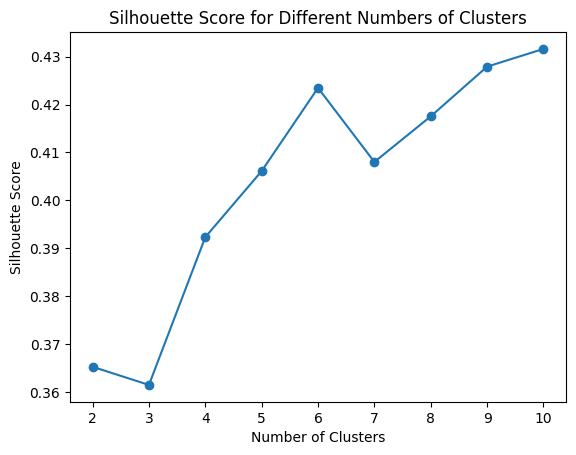 Silhouette Score for Different Numbers of Clusters
0.43
0.42
0.41
0.40
0.39
0.38
0.37
0.36
Silhouette Score
2 3 4 5 6 7 8 9 10
Number of Clusters